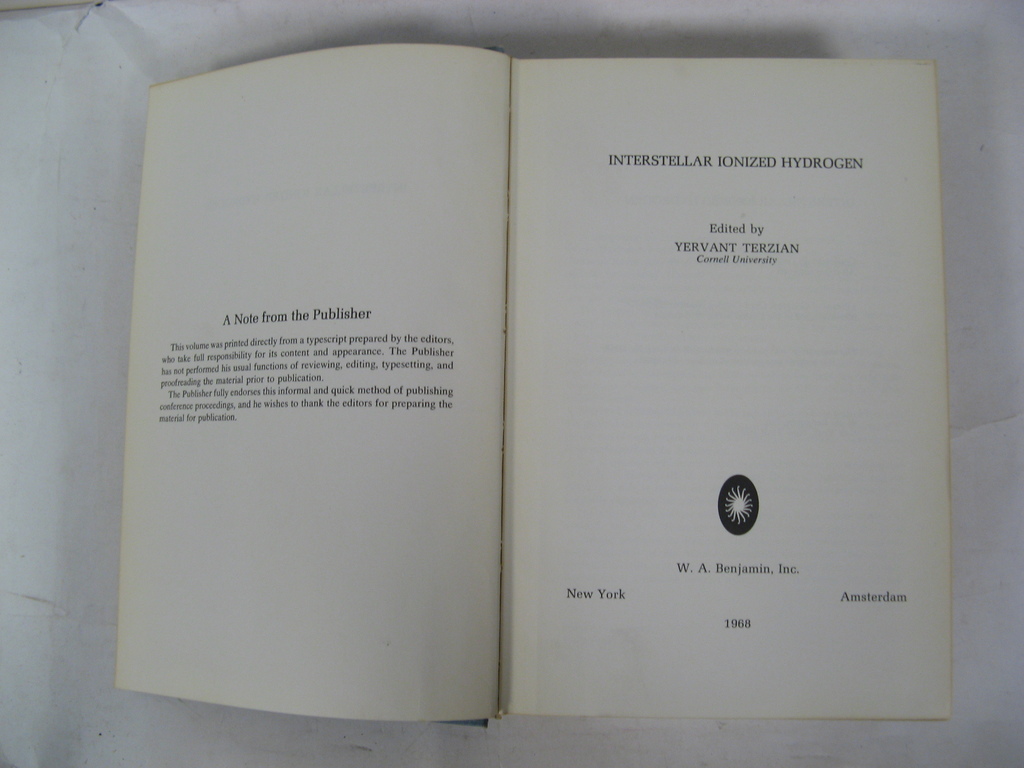 A Note from the Publisher
This volume was printed directly from a typescript prepared by the editors,
who take full responsibility for its content and appearance. The Publisher
has not performed his usual functions of reviewing, editing, typesetting, and
proofreading the material prior to publication.
The Publisher fully endorses this informal and quick method of publishing
conference proceedings, and he wishes to thank the editors for preparing the
material for publication.
INTERSTELLAR IONIZED HYDROGEN
Edited by
YERVANT TERZIAN
Cornell University
W. A. Benjamin, Inc.
New York Amsterdam
1968